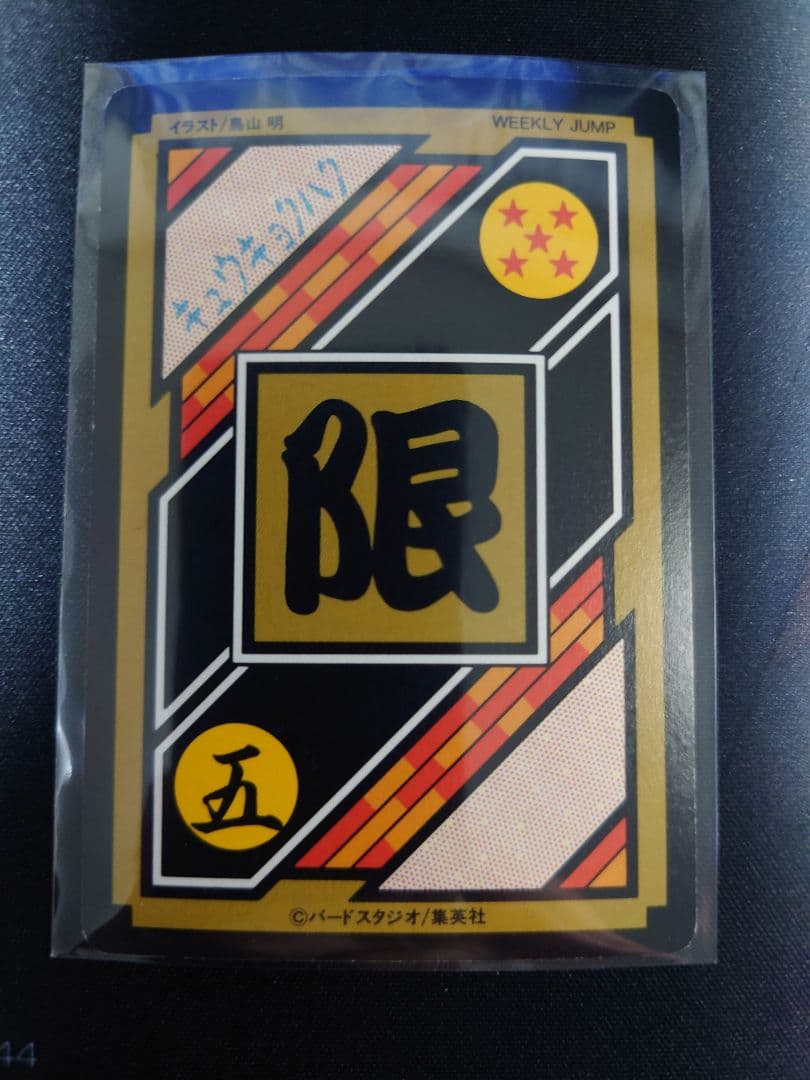 イラスト/鳥山 明
WEEKLY JUMP
キュウキョクハク
限
五
©バードスタジオ/集英社
44